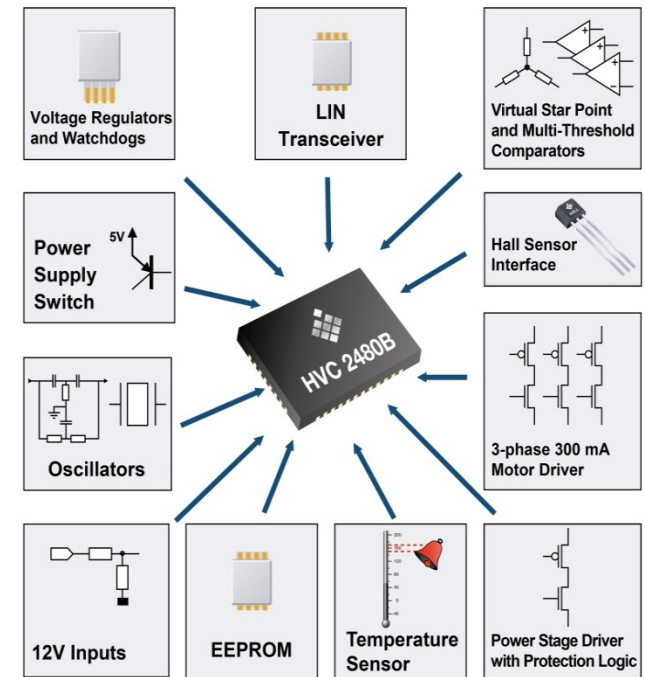 Voltage Regulators
and Watchdogs
LIN
Transceiver
Virtual Star Point
and Multi-Threshold
Comparators
Power
Supply
Switch
5V
Hall Sensor
Interface
HVC 2480B
Oscillators
3-phase 300 mA
Motor Driver
12V Inputs
EEPROM
Temperature
Sensor
Power Stage Driver
with Protection Logic